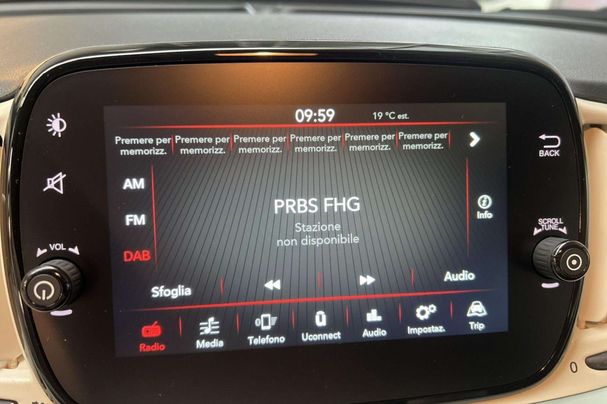 09:59 19 °C est.
Premere per Premere per Premere per Premere per Premere per Premere per
memorizz. memorizz. memorizz. memorizz. memorizz. memorizz.
BACK
AM
PRBS FHG
Info
FM
Stazione
non disponibile
SCROLL
TUNE
VOL
DAB
Sfoglia Audio
Radio Media Telefono Uconnect Audio Impostaz. Trip
0